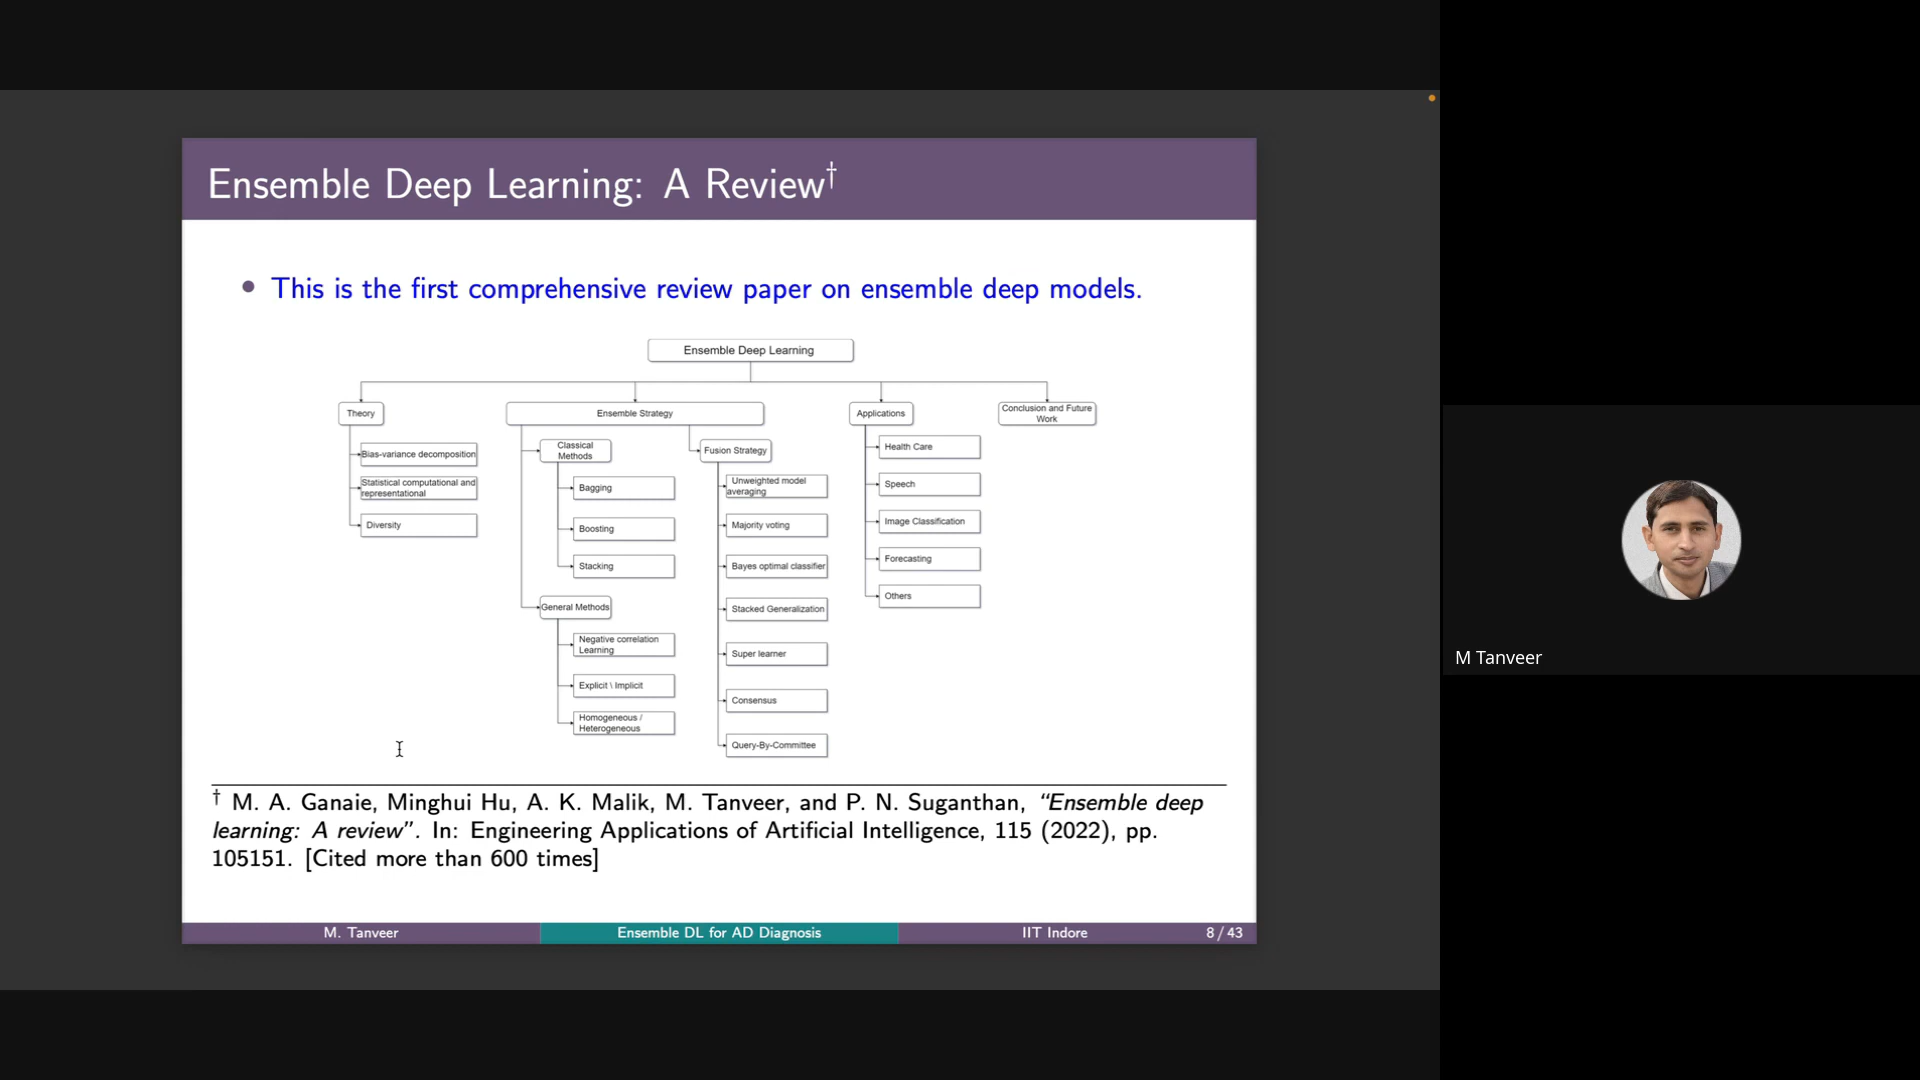 Ensemble Deep Learning: A Review†
• This is the first comprehensive review paper on ensemble deep models.
Ensemble Deep Learning
Theory
Bias-variance decomposition
Statistical computational and
representational
Diversity
Ensemble Strategy
Classical
Methods
Bagging
Boosting
Stacking
General Methods
Negative correlation
Learning
Explicit \ Implicit
Homogeneous /
Heterogeneous
Fusion Strategy
Unweighted model
averaging
Majority voting
Bayes optimal classifier
Stacked Generalization
Super learner
Consensus
Query-By-Committee
Applications
Health Care
Speech
Image Classification
Forecasting
Others
Conclusion and Future
Work
† M. A. Ganaie, Minghui Hu, A. K. Malik, M. Tanveer, and P. N. Suganthan, “Ensemble deep
learning: A review”. In: Engineering Applications of Artificial Intelligence, 115 (2022), pp.
105151. [Cited more than 600 times]
M. Tanveer
Ensemble DL for AD Diagnosis
IIT Indore
8 / 43
M Tanveer